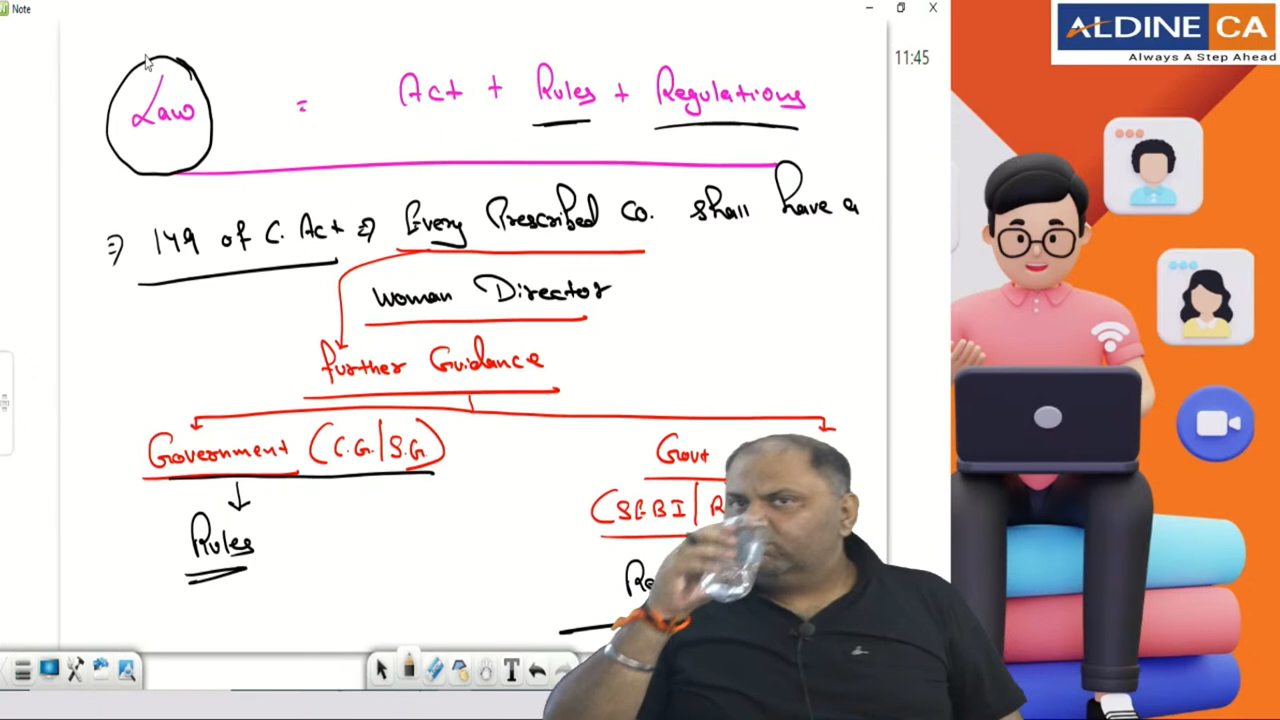 Note
ALDINE CA
Always A Step Ahead
11:45
Law = Act + Rules + Regulations
⇒ 149 of C. Act ⇒ Every Prescribed Co. shall have a
Woman Director
further Guidance
Government (C.G./S.G.)
Govt
(SEBI/
Rules